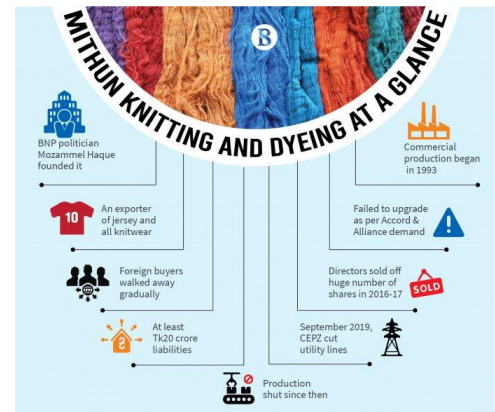 MITHUN KNITTING AND DYEING AT A GLANCE
B
BNP politician
Mozammel Haque
founded it
Commercial
production began
in 1993
10
An exporter
of jersey and
all knitwear
Failed to upgrade
as per Accord &
Alliance demand
Foreign buyers
walked away
gradually
Directors sold off
huge number of
shares in 2016-17
SOLD
At least
Tk20 crore
liabilities
September 2019,
CEPZ cut
utility lines
Production
shut since then